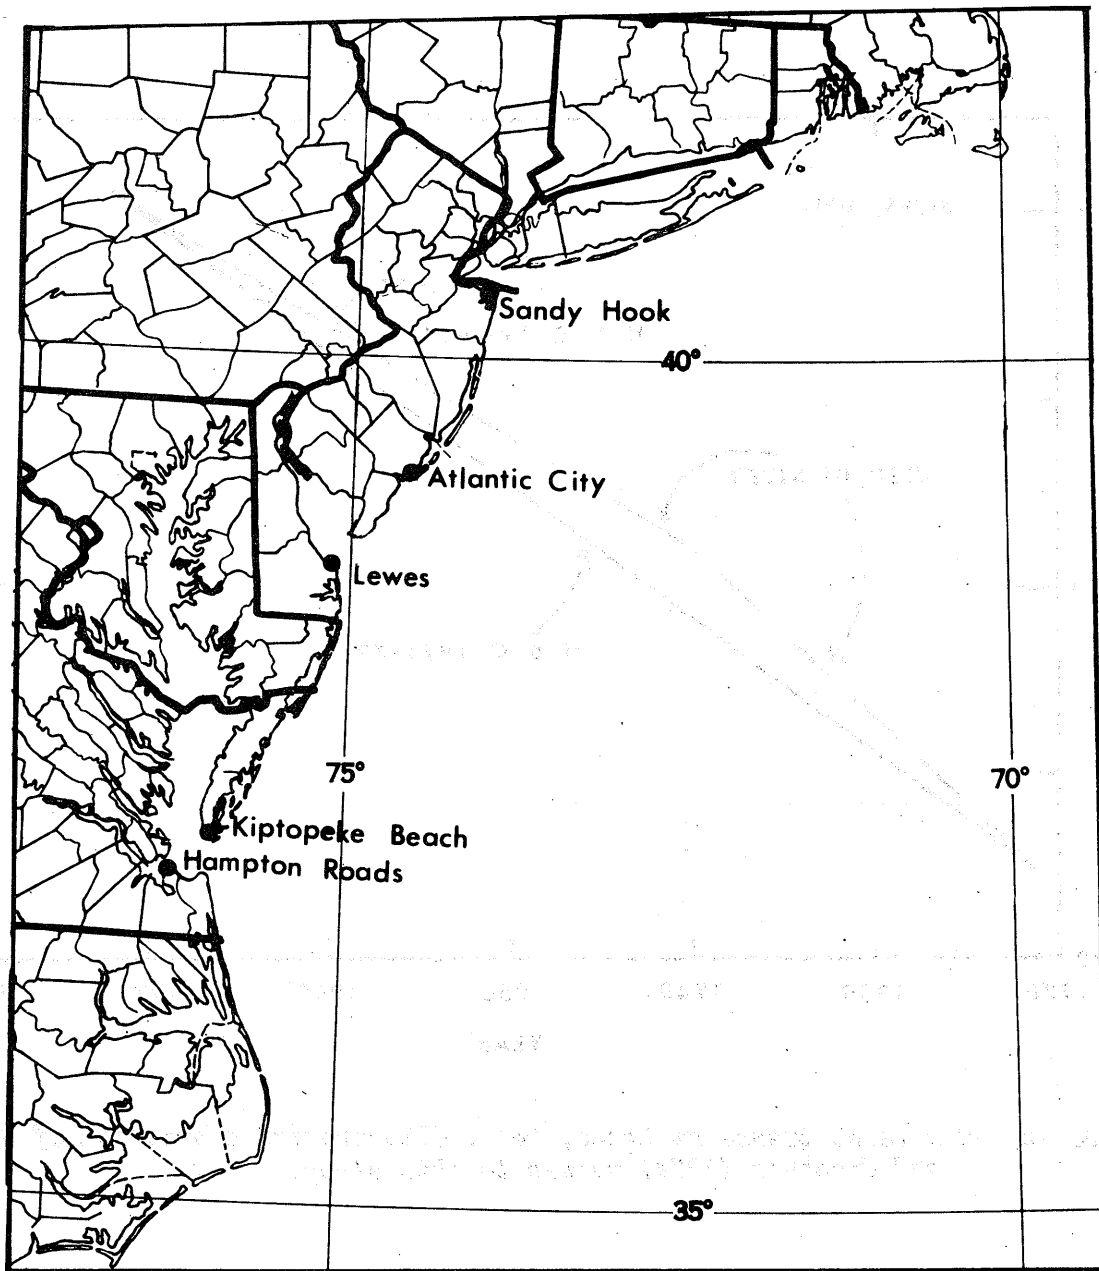 Sandy Hook
40°
Atlantic City
Lewes
75°
70°
Kiptopeke Beach
Hampton Roads
35°